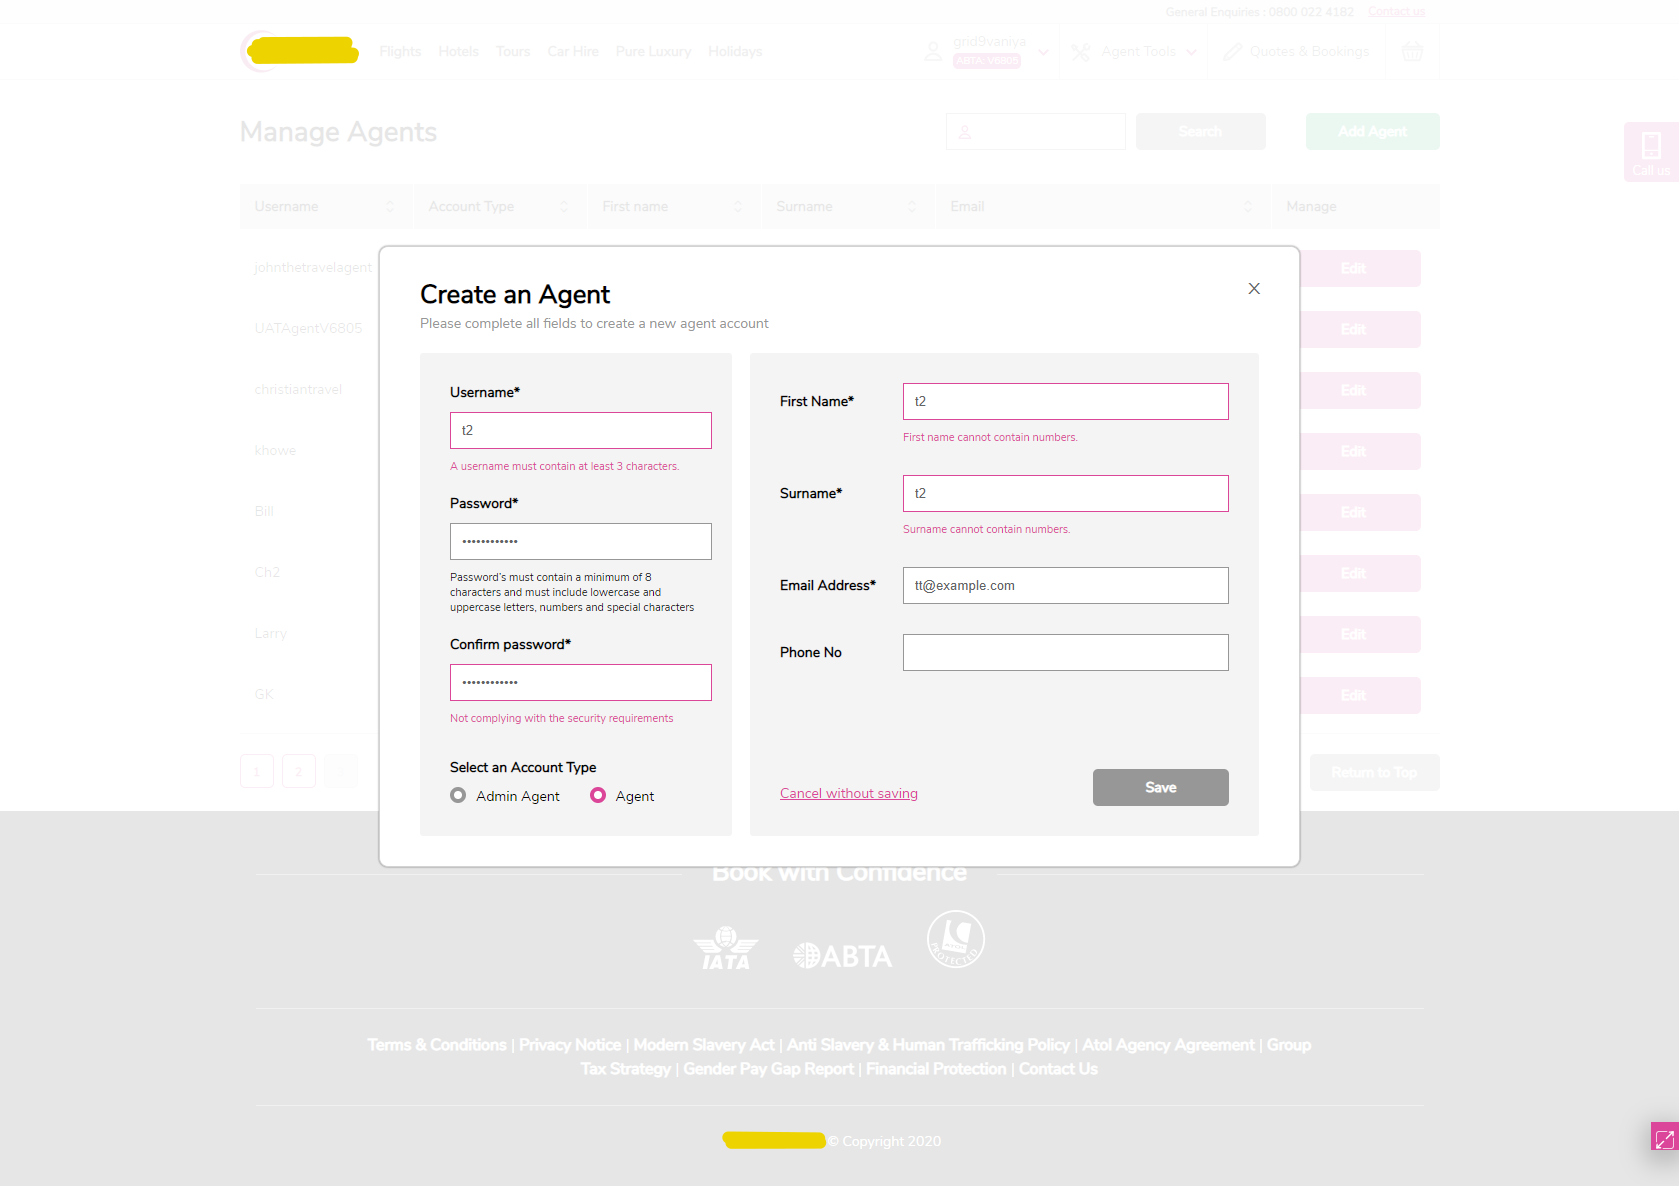 General Enquiries : 0800 022 4182 Contact us
Flights Hotels Tours Car Hire Pure Luxury Holidays
grid9vaniya
ABTA: V6805
Agent Tools
Quotes & Bookings
Manage Agents
Search
Add Agent
Call us
Username Account Type First name Surname Email Manage
johnthetravelagent Edit
UATAgentV6805 Edit
christiantravel Edit
khowe Edit
Bill Edit
Ch2 Edit
Larry Edit
GK Edit
Create an Agent
X
Please complete all fields to create a new agent account
Username*
t2
A username must contain at least 3 characters.
Password*
••••••••••••
Password's must contain a minimum of 8
characters and must include lowercase and
uppercase letters, numbers and special characters
Confirm password*
••••••••••••
Not complying with the security requirements
Select an Account Type
Admin Agent Agent
First Name*
t2
First name cannot contain numbers.
Surname*
t2
Surname cannot contain numbers.
Email Address*
tt@example.com
Phone No
Cancel without saving
Save
1 2
Return to Top
Book with Confidence
IATA
ABTA
PROTECTED
Terms & Conditions | Privacy Notice | Modern Slavery Act | Anti Slavery & Human Trafficking Policy | Atol Agency Agreement | Group
Tax Strategy | Gender Pay Gap Report | Financial Protection | Contact Us
© Copyright 2020